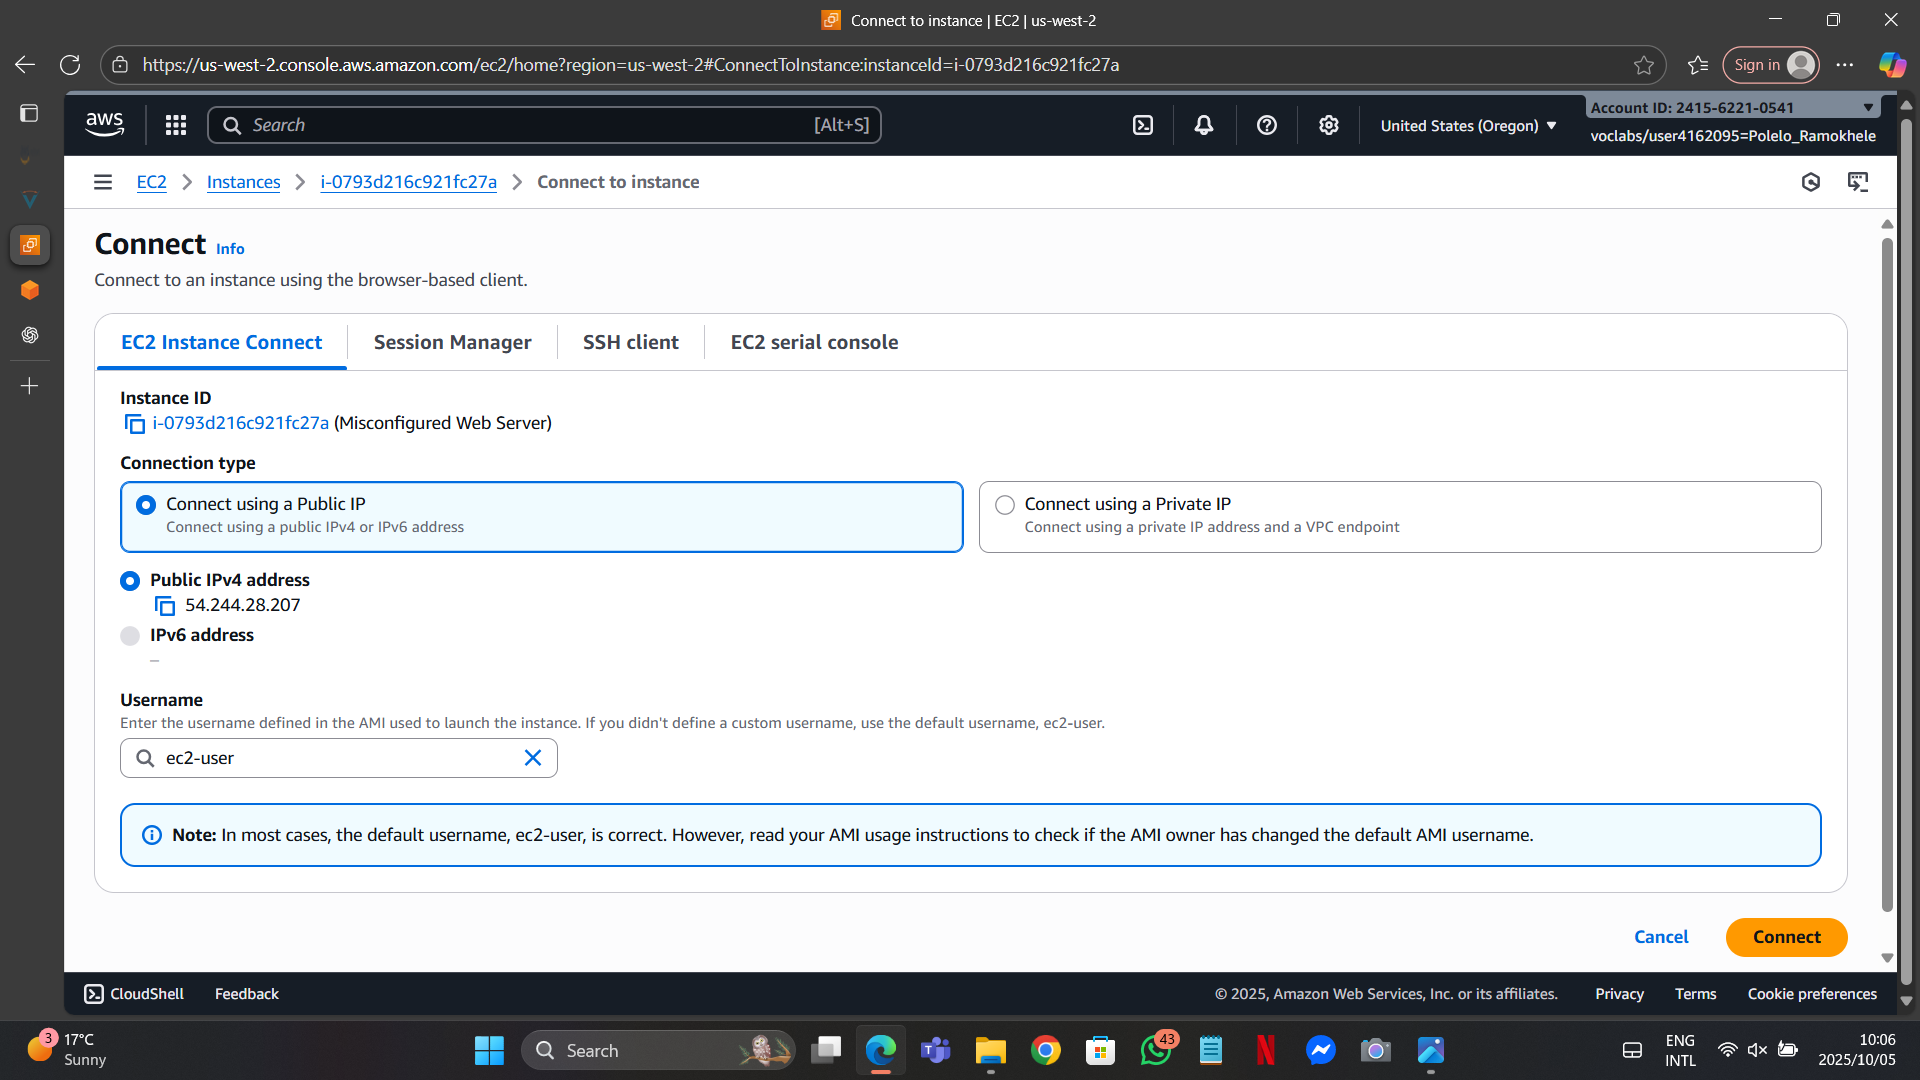 Connect to instance | EC2 | us-west-2
https://us-west-2.console.aws.amazon.com/ec2/home?region=us-west-2#ConnectToInstance:instanceId=i-0793d216c921fc27a
Sign in
aws
Search
[Alt+S]
United States (Oregon)
Account ID: 2415-6221-0541
voclabs/user4162095=Polelo_Ramokhele
EC2
Instances
i-0793d216c921fc27a
Connect to instance
Connect Info
Connect to an instance using the browser-based client.
EC2 Instance Connect
Session Manager
SSH client
EC2 serial console
Instance ID
i-0793d216c921fc27a (Misconfigured Web Server)
Connection type
Connect using a Public IP
Connect using a public IPv4 or IPv6 address
Connect using a Private IP
Connect using a private IP address and a VPC endpoint
Public IPv4 address
54.244.28.207
IPv6 address
–
Username
Enter the username defined in the AMI used to launch the instance. If you didn't define a custom username, use the default username, ec2-user.
ec2-user
Note: In most cases, the default username, ec2-user, is correct. However, read your AMI usage instructions to check if the AMI owner has changed the default AMI username.
Cancel
Connect
CloudShell
Feedback
© 2025, Amazon Web Services, Inc. or its affiliates.
Privacy
Terms
Cookie preferences
3
17°C
Sunny
Search
43
ENG
INTL
10:06
2025/10/05